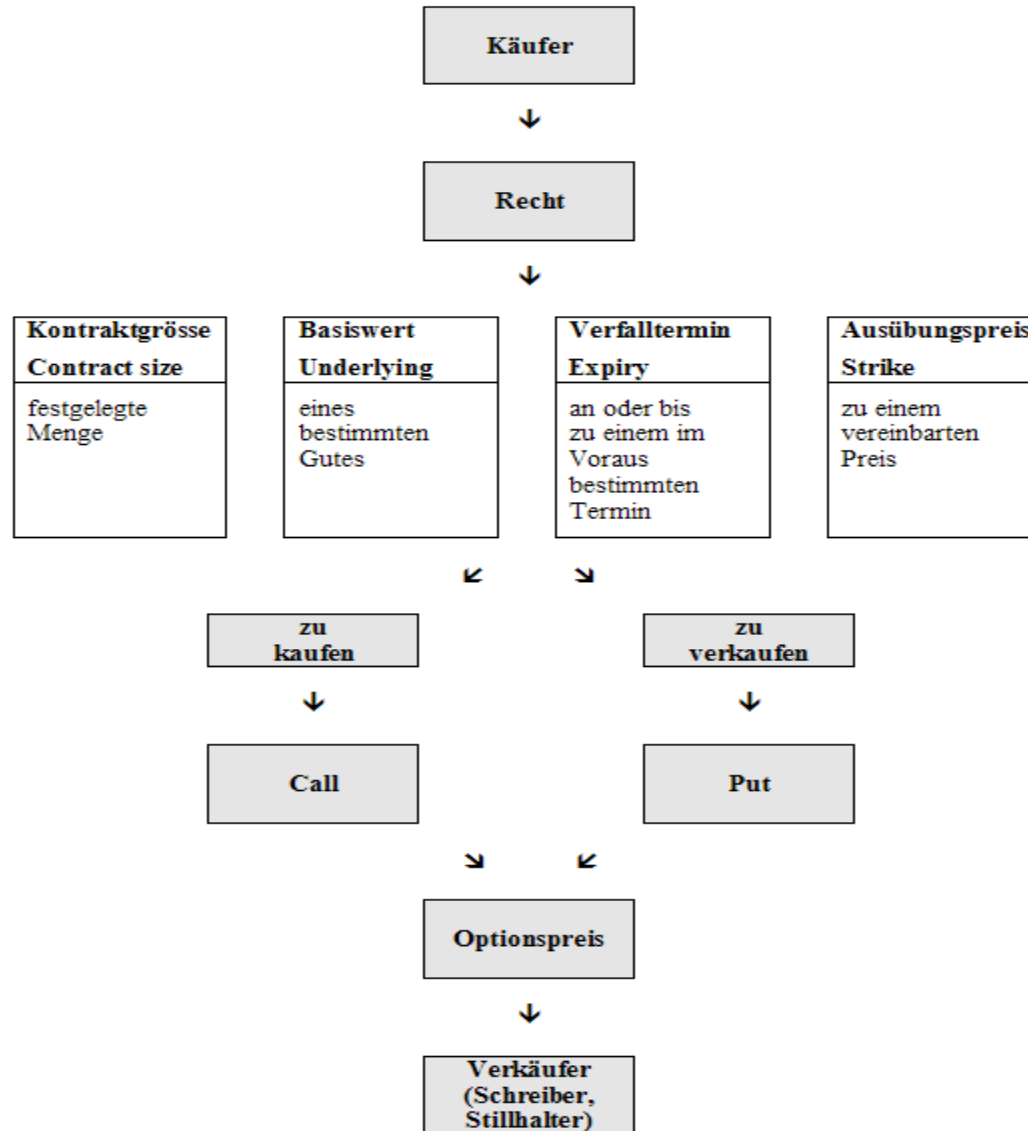 Käufer
Recht
Kontraktgrösse
Contract size
festgelegte
Menge
Basiswert
Underlying
eines
bestimmten
Gutes
Verfalltermin
Expiry
an oder bis
zu einem im
Voraus
bestimmten
Termin
Ausübungspreis
Strike
zu einem
vereinbarten
Preis
zu
kaufen
zu
verkaufen
Call
Put
Optionspreis
Verkäufer
(Schreiber,
Stillhalter)